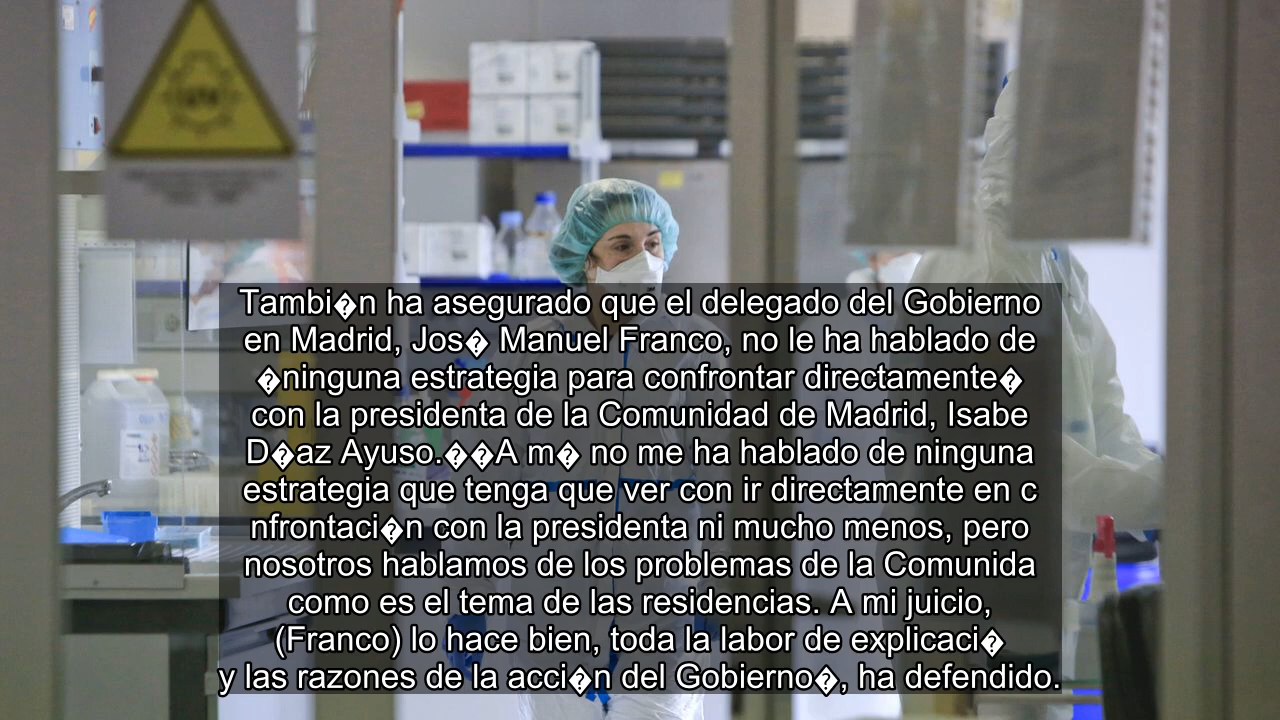 Tambi�n ha asegurado que el delegado del Gobierno
en Madrid, Jos� Manuel Franco, no le ha hablado de
�ninguna estrategia para confrontar directamente�
con la presidenta de la Comunidad de Madrid, Isabe
D�az Ayuso.��A m� no me ha hablado de ninguna
estrategia que tenga que ver con ir directamente en c
nfrontaci�n con la presidenta ni mucho menos, pero
nosotros hablamos de los problemas de la Comunida
como es el tema de las residencias. A mi juicio,
(Franco) lo hace bien, toda la labor de explicaci�
y las razones de la acci�n del Gobierno�, ha defendido.